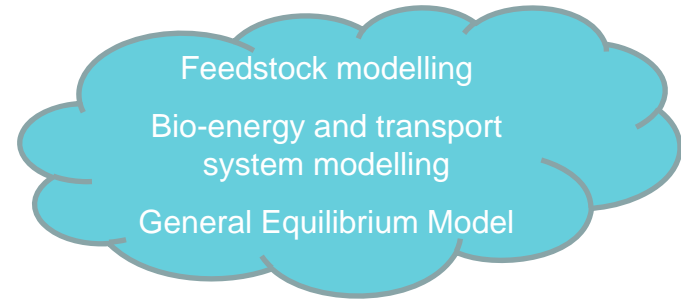 Feedstock modelling
Bio-energy and transport
system modelling
General Equilibrium Model